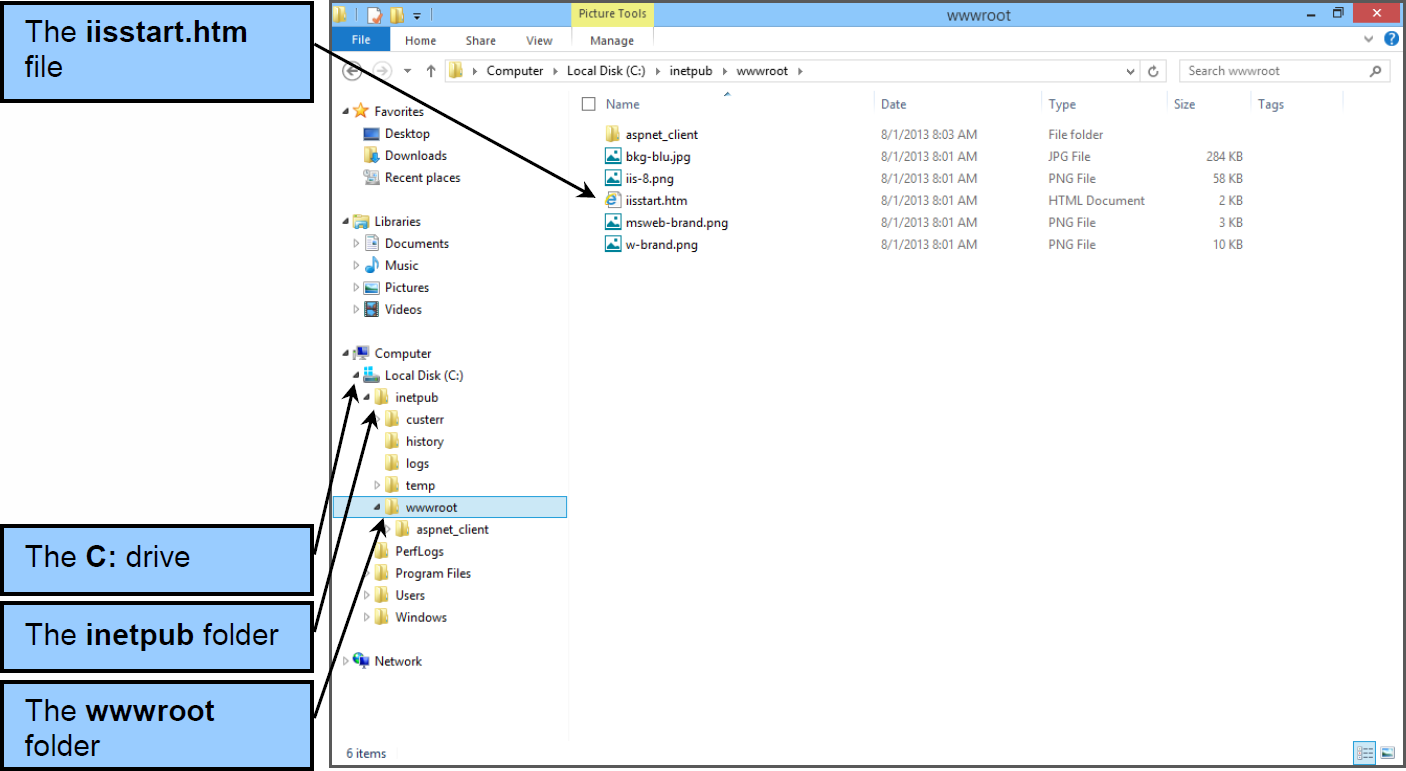 The iisstart.htm
file
The C: drive
The inetpub folder
The wwwroot
folder
Picture Tools
wwwroot
File Home Share View Manage
Computer Local Disk (C:) inetpub wwwroot
Search wwwroot
Favorites
Desktop
Downloads
Recent places
Libraries
Documents
Music
Pictures
Videos
Computer
Local Disk (C:)
inetpub
custerr
history
logs
temp
wwwroot
aspnet_client
PerfLogs
Program Files
Users
Windows
Network
Name Date Type Size Tags
aspnet_client 8/1/2013 8:03 AM File folder
bkg-blu.jpg 8/1/2013 8:01 AM JPG File 284 KB
iis-8.png 8/1/2013 8:01 AM PNG File 58 KB
iisstart.htm 8/1/2013 8:01 AM HTML Document 2 KB
msweb-brand.png 8/1/2013 8:01 AM PNG File 3 KB
w-brand.png 8/1/2013 8:01 AM PNG File 10 KB
6 items